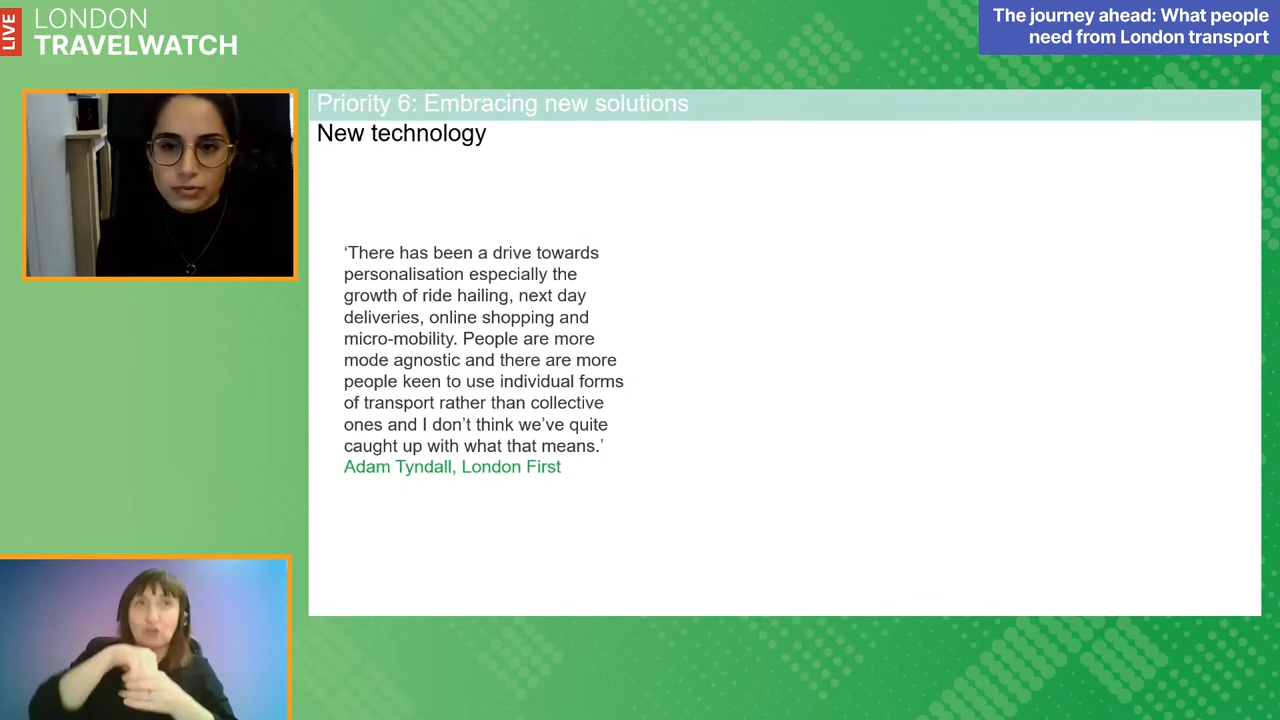 LIVE
LONDON
TRAVELWATCH
The journey ahead: What people
need from London transport
Priority 6: Embracing new solutions
New technology
‘There has been a drive towards
personalisation especially the
growth of ride hailing, next day
deliveries, online shopping and
micro-mobility. People are more
mode agnostic and there are more
people keen to use individual forms
of transport rather than collective
ones and I don’t think we’ve quite
caught up with what that means.’
Adam Tyndall, London First